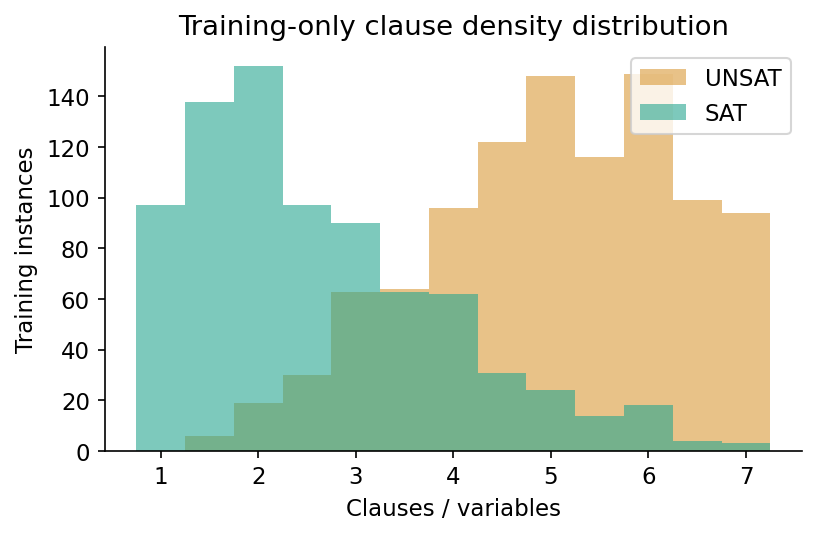 Training-only clause density distribution
UNSAT
SAT
Training instances
140
120
100
80
60
40
20
0
1 2 3 4 5 6 7
Clauses / variables